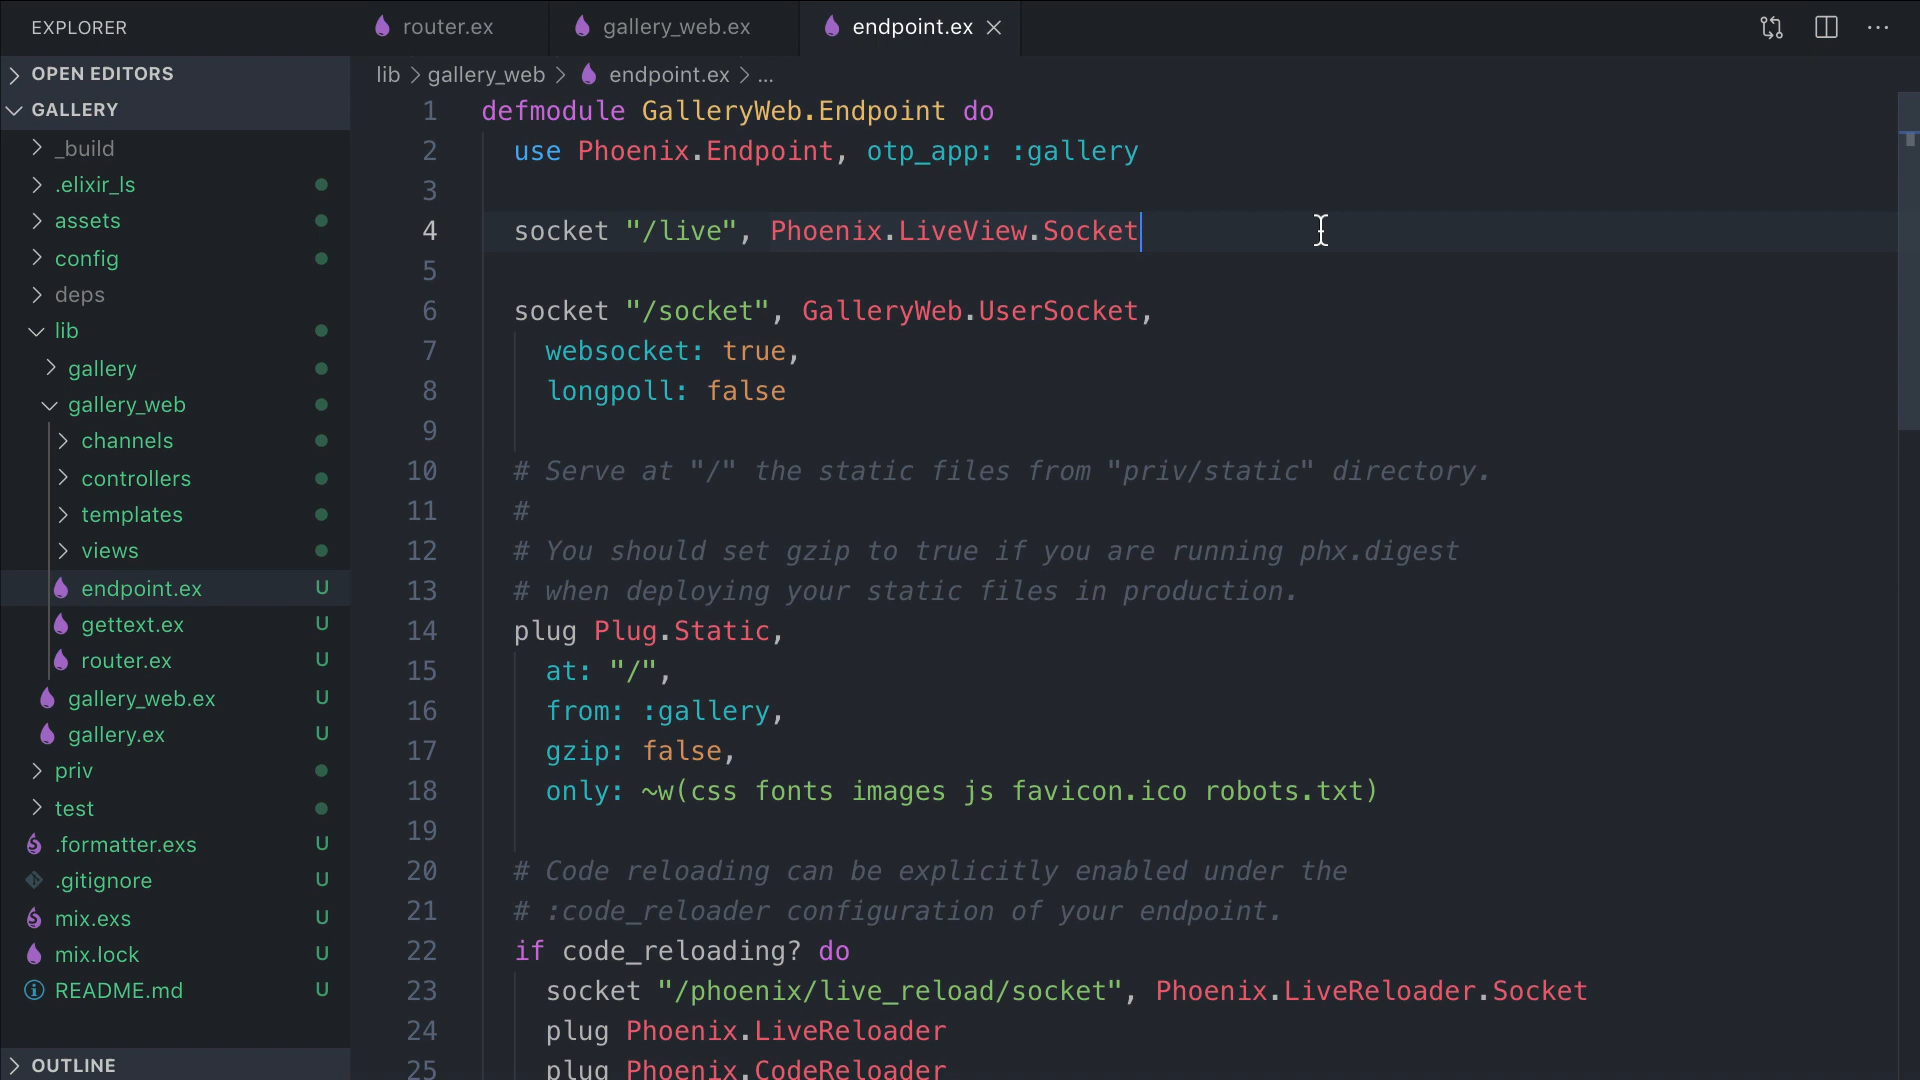 EXPLORER
OPEN EDITORS
GALLERY
_build
.elixir_ls
assets
config
deps
lib
gallery
gallery_web
channels
controllers
templates
views
endpoint.ex U
gettext.ex U
router.ex U
gallery_web.ex U
gallery.ex U
priv
test
.formatter.exs U
.gitignore U
mix.exs U
mix.lock U
README.md U
OUTLINE
router.ex gallery_web.ex endpoint.ex
lib > gallery_web > endpoint.ex > ...
1 defmodule GalleryWeb.Endpoint do
2 use Phoenix.Endpoint, otp_app: :gallery
3
4 socket "/live", Phoenix.LiveView.Socket
5
6 socket "/socket", GalleryWeb.UserSocket,
7 websocket: true,
8 longpoll: false
9
10 # Serve at "/" the static files from "priv/static" directory.
11 #
12 # You should set gzip to true if you are running phx.digest
13 # when deploying your static files in production.
14 plug Plug.Static,
15 at: "/",
16 from: :gallery,
17 gzip: false,
18 only: ~w(css fonts images js favicon.ico robots.txt)
19
20 # Code reloading can be explicitly enabled under the
21 # :code_reloader configuration of your endpoint.
22 if code_reloading? do
23 socket "/phoenix/live_reload/socket", Phoenix.LiveReloader.Socket
24 plug Phoenix.LiveReloader
25 plug Phoenix.CodeReloader